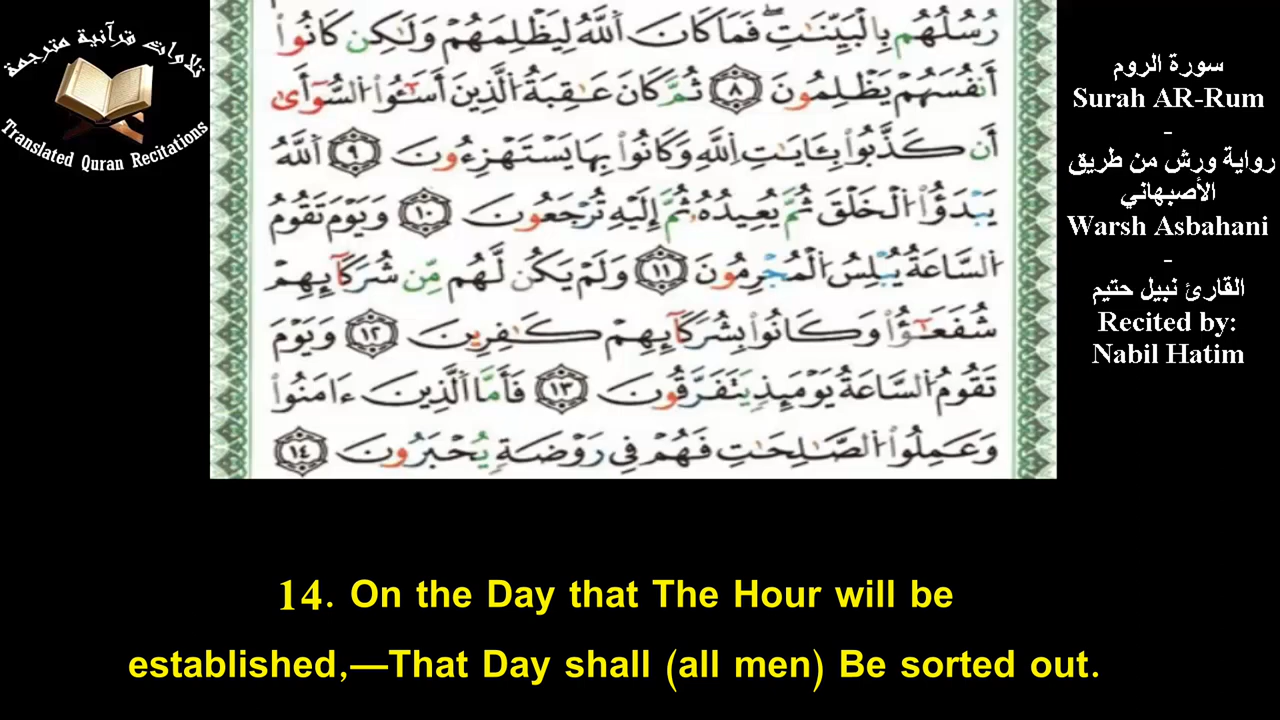 تلاوات قرآنية مترجمة
Translated Quran Recitations
رُسُلُهُم بِالْبَيِّنَٰتِ فَمَا كَانَ اَللَّهُ لِيَظْلِمَهُمْ وَلَٰكِن كَانُوا
أَنفُسَهُمْ يَظْلِمُونَ ٨ ثُمَّ كَانَ عَٰقِبَةُ اُلَّذِينَ أَسَٰٓـُٔوا اُلسُّوٓأَىٰ
أَن كَذَّبُوا بِـَٔايَٰتِ اِللَّهِ وَكَانُوا بِهَا يَسْتَهْزِءُونَ ٩ اَللَّهُ
يَبْدَؤُا اُلْخَلْقَ ثُمَّ يُعِيدُهُۥ ثُمَّ إِلَيْهِ تُرْجَعُونَ ١٠ وَيَوْمَ تَقُومُ
اُلسَّاعَةُ يُبْلِسُ اُلْمُجْرِمُونَ ١١ وَلَمْ يَكُن لَّهُم مِّن شُرَكَآئِهِمْ
شُفَعَٰٓؤُا وَكَانُوا بِشُرَكَآئِهِمْ كَٰفِرِينَ ١٢ وَيَوْمَ
تَقُومُ اُلسَّاعَةُ يَوْمَئِذٍ يَتَفَرَّقُونَ ١٣ فَأَمَّا اَلَّذِينَ ءَامَنُوا
وَعَمِلُوا اُلصَّٰلِحَٰتِ فَهُمْ فِي رَوْضَةٍ يُحْبَرُونَ ١٤
سورة الروم
Surah AR-Rum
-
رواية ورش من طريق
الأصبهاني
Warsh Asbahani
-
القارئ نبيل حتيم
Recited by:
Nabil Hatim
14. On the Day that The Hour will be
established,—That Day shall (all men) Be sorted out.